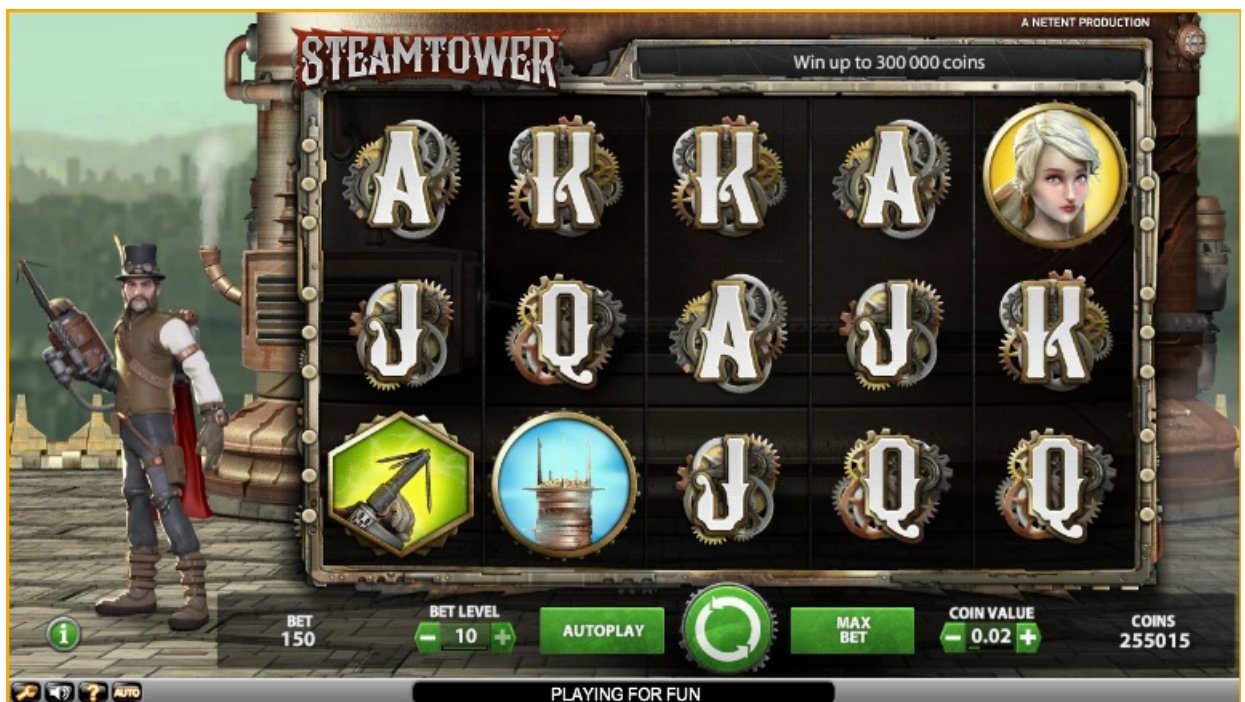 A NETENT PRODUCTION
STEAMTOWER
Win up to 300 000 coins
A K K A
J Q A J K
J Q Q
BET
150
BET LEVEL
10
AUTOPLAY
MAX
BET
COIN VALUE
0.02
COINS
255015
AUTO
PLAYING FOR FUN